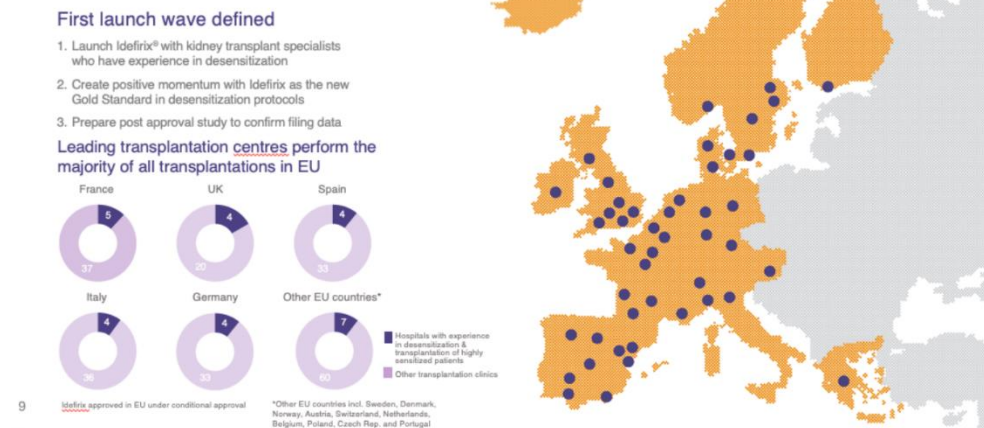 First launch wave defined
1. Launch Idefirix® with kidney transplant specialists
who have experience in desensitization
2. Create positive momentum with Idefirix as the new
Gold Standard in desensitization protocols
3. Prepare post approval study to confirm filing data
Leading transplantation centres perform the
majority of all transplantations in EU
France
UK
Spain
5
4
4
37
20
33
Italy
Germany
Other EU countries*
4
4
7
36
33
60
Hospitals with experience
in desensitization &
transplantation of highly
sensitized patients
Other transplantation clinics
9
Idefirix approved in EU under conditional approval
*Other EU countries incl. Sweden, Denmark,
Norway, Austria, Switzerland, Netherlands,
Belgium, Poland, Czech Rep. and Portugal